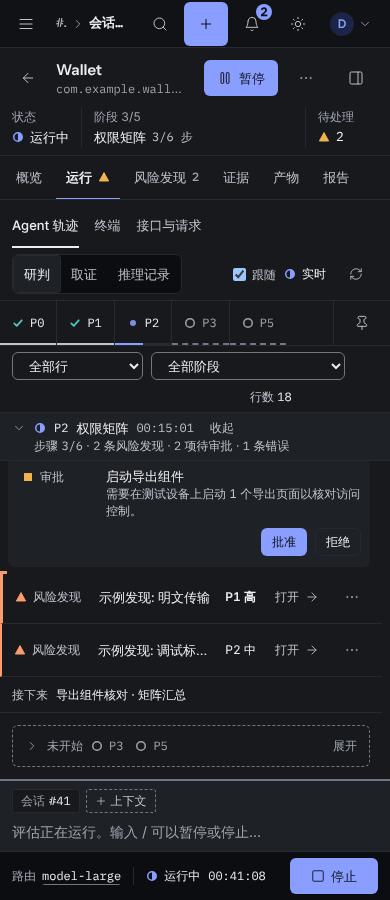 #. 会话… 2 D
Wallet
com.example.wall...
暂停
状态 阶段 3/5 待处理
运行中 权限矩阵 3/6 步 2
概览 运行 风险发现 2 证据 产物 报告
Agent 轨迹 终端 接口与请求
研判 取证 推理记录 跟随 实时
P0 P1 P2 P3 P5
全部行 全部阶段
行数 18
P2 权限矩阵 00:15:01 收起
步骤 3/6 · 2 条风险发现 · 2 项待审批 · 1 条错误
审批 启动导出组件
需要在测试设备上启动 1 个导出页面以核对访问
控制。
批准 拒绝
风险发现 示例发现: 明文传输 P1 高 打开
风险发现 示例发现: 调试标… P2 中 打开
接下来 导出组件核对 · 矩阵汇总
未开始 P3 P5 展开
会话 #41 上下文
评估正在运行。输入 / 可以暂停或停止…
路由 model-large 运行中 00:41:08 停止